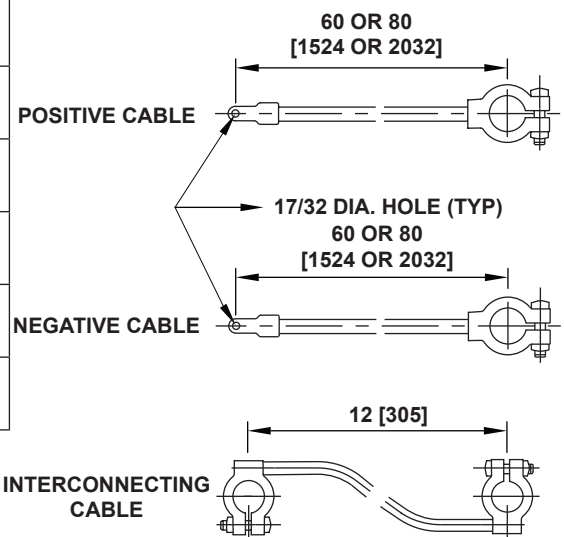 60 OR 80
[1524 OR 2032]
POSITIVE CABLE
17/32 DIA. HOLE (TYP)
60 OR 80
[1524 OR 2032]
NEGATIVE CABLE
12 [305]
INTERCONNECTING
CABLE